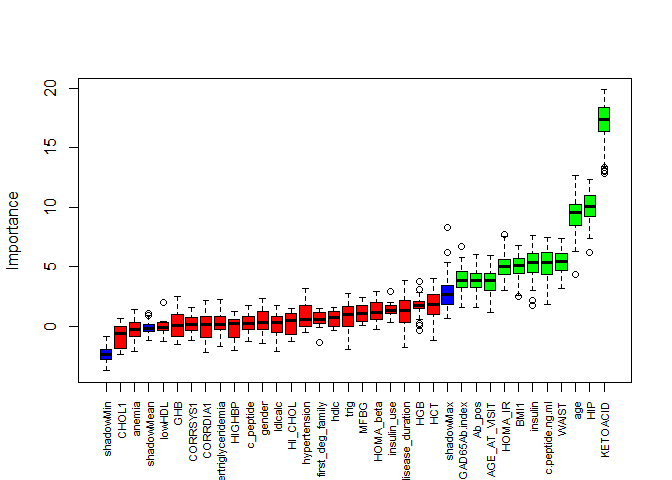 Importance
20
15
10
5
0
shadowMin
CHOL1
anemia
shadowMean
lowHDL
GHB
CORRSYS1
CORRDIA1
ertriglyceridemia
HIGHBP
c_peptide
gender
ldlcalc
HI_CHOL
hypertension
first_deg_family
hdlc
trig
MFBG
HOMA_beta
insulin_use
lisease_duration
HGB
HCT
shadowMax
GAD65Ab.index
Ab_pos
AGE_AT_VISIT
HOMA_IR
BMI1
insulin
c.peptide.ng.ml
WAIST
age
HIP
KETOACID